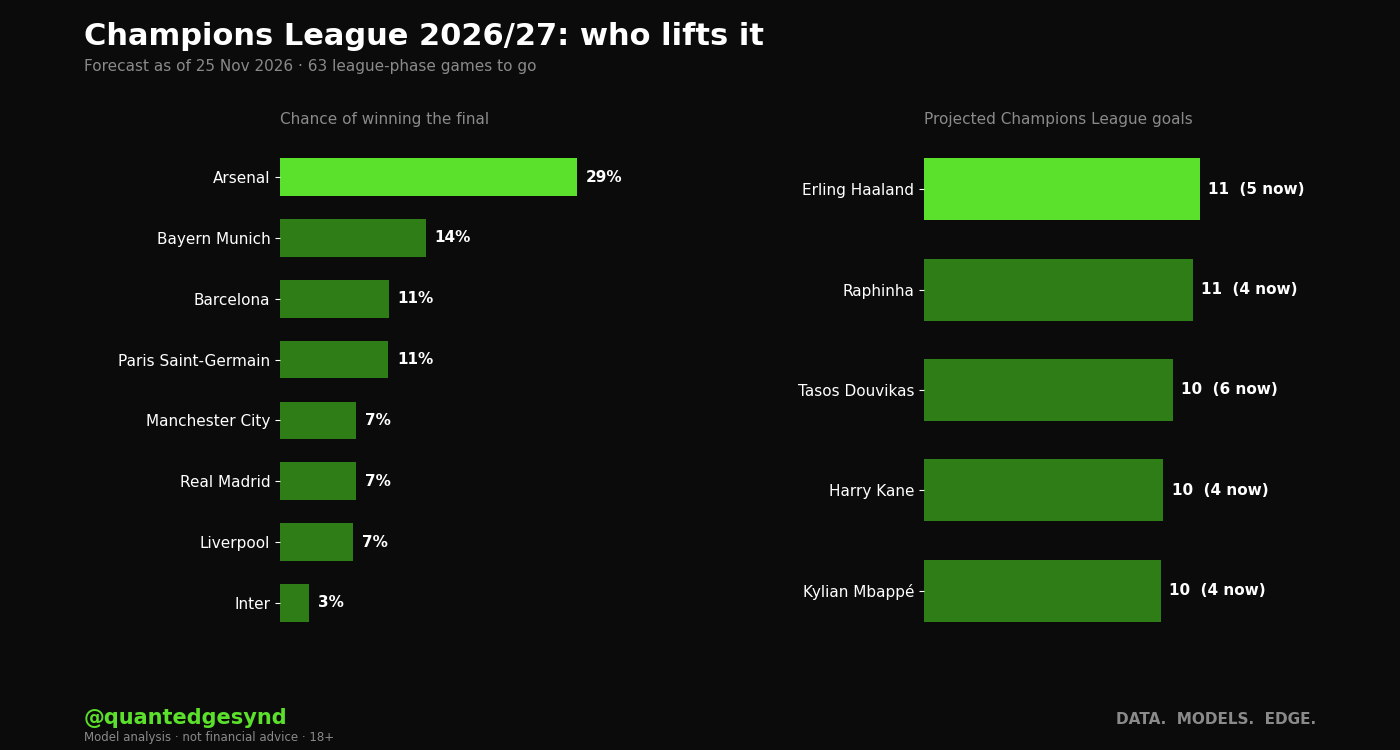 Champions League 2026/27: who lifts it
Forecast as of 25 Nov 2026 · 63 league-phase games to go
Chance of winning the final
Arsenal 29%
Bayern Munich 14%
Barcelona 11%
Paris Saint-Germain 11%
Manchester City 7%
Real Madrid 7%
Liverpool 7%
Inter 3%
Projected Champions League goals
Erling Haaland 11 (5 now)
Raphinha 11 (4 now)
Tasos Douvikas 10 (6 now)
Harry Kane 10 (4 now)
Kylian Mbappé 10 (4 now)
@quantedgesynd
Model analysis · not financial advice · 18+
DATA. MODELS. EDGE.